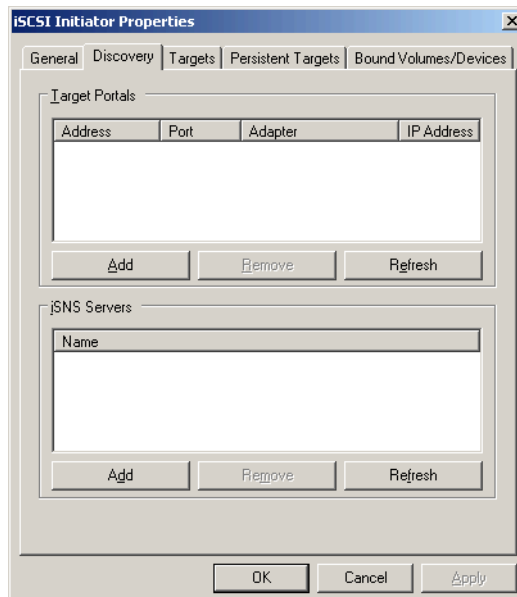 iSCSI Initiator Properties
General Discovery Targets Persistent Targets Bound Volumes/Devices
Target Portals
Address Port Adapter IP Address
Add Remove Refresh
iSNS Servers
Name
Add Remove Refresh
OK Cancel Apply